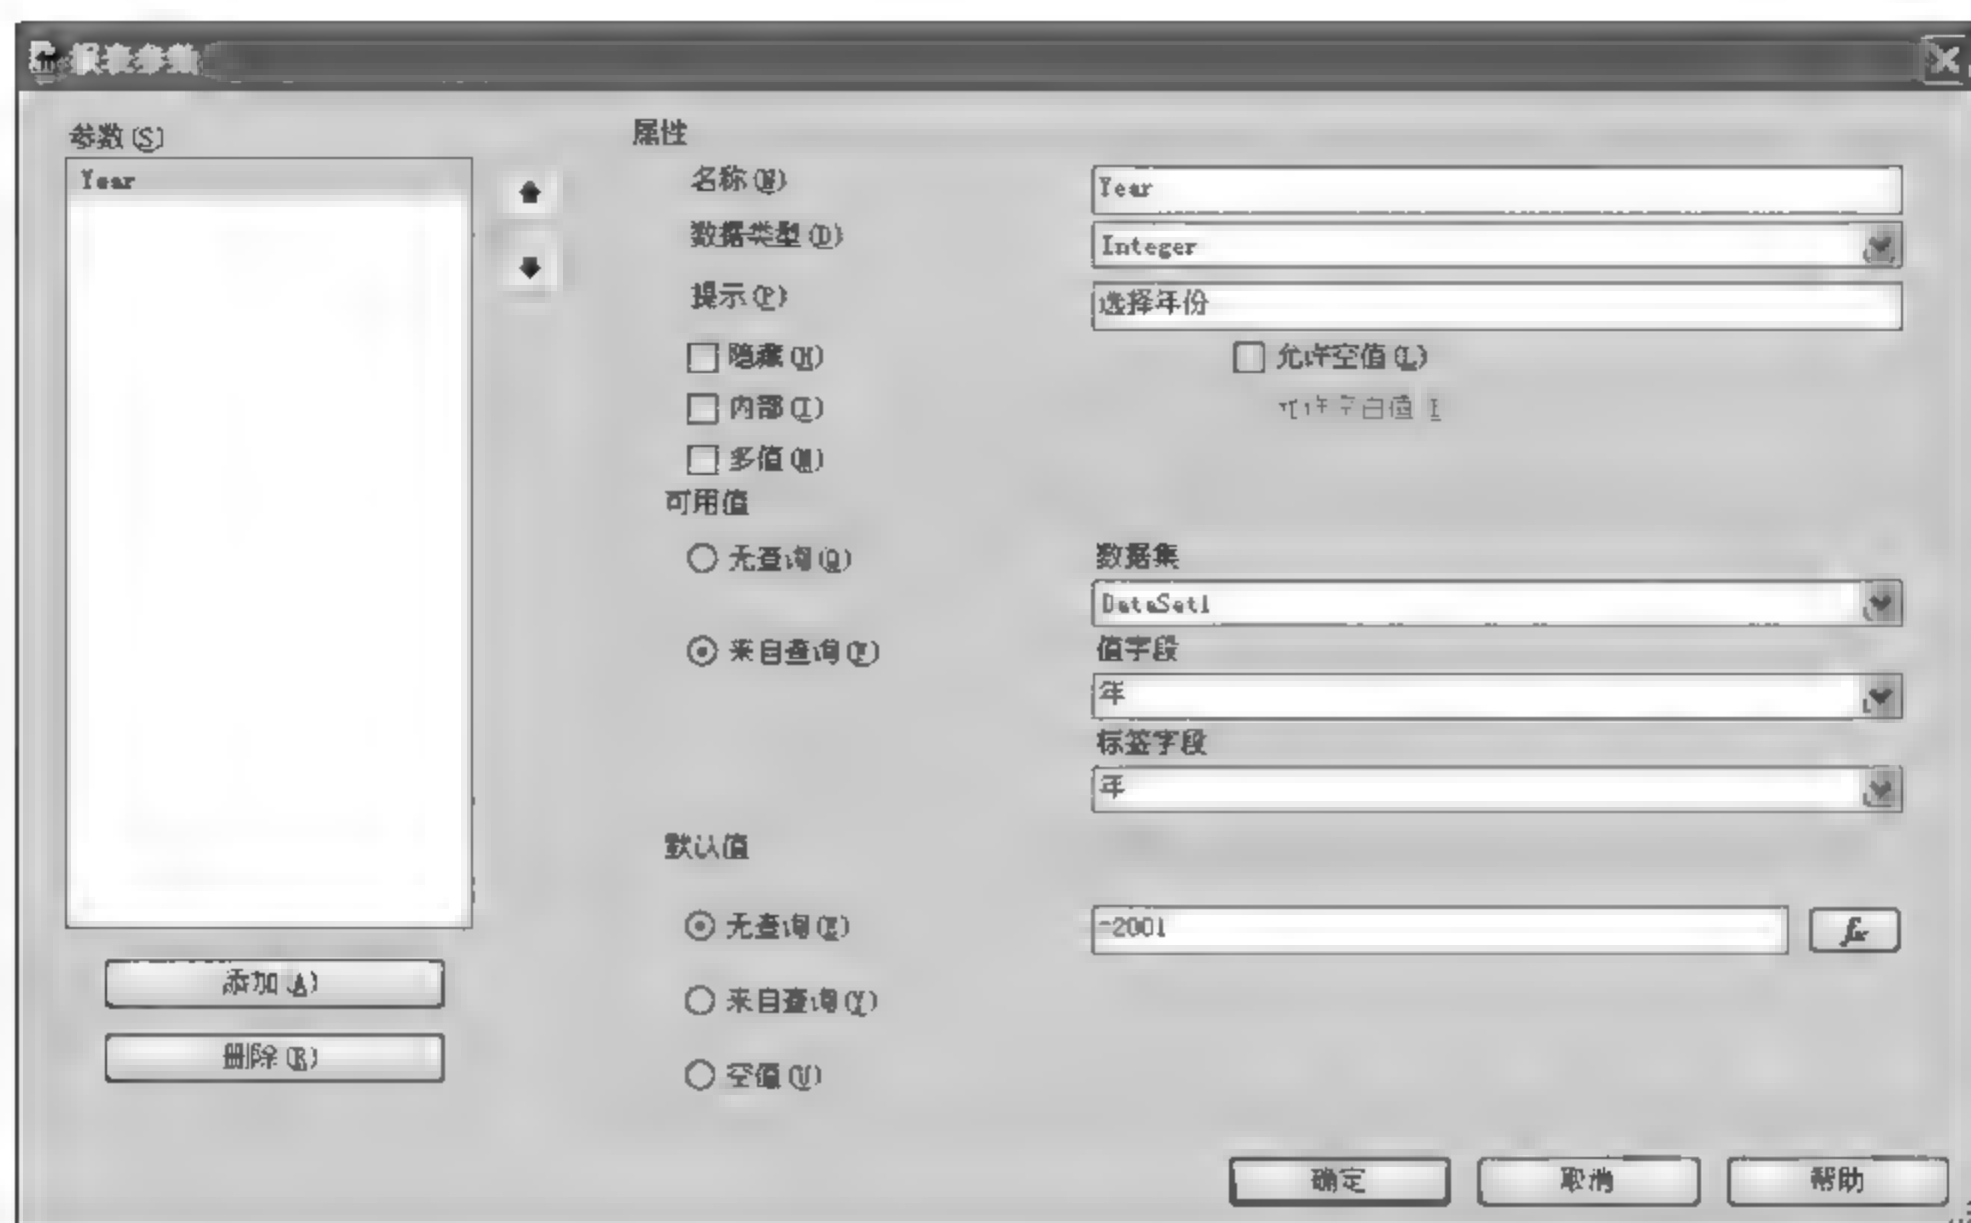 报表参数
参数(S)
Year
添加(A)
删除(R)
属性
名称(N)
Year
数据类型(D)
Integer
提示(P)
选择年份
隐藏(H)
允许空值(L)
内部(I)
多值(M)
可用值
无查询(Q)
来自查询(F)
数据集
DataSet1
值字段
年
标签字段
年
默认值
无查询(E)
=2001
来自查询(Y)
空值(V)
确定
取消
帮助